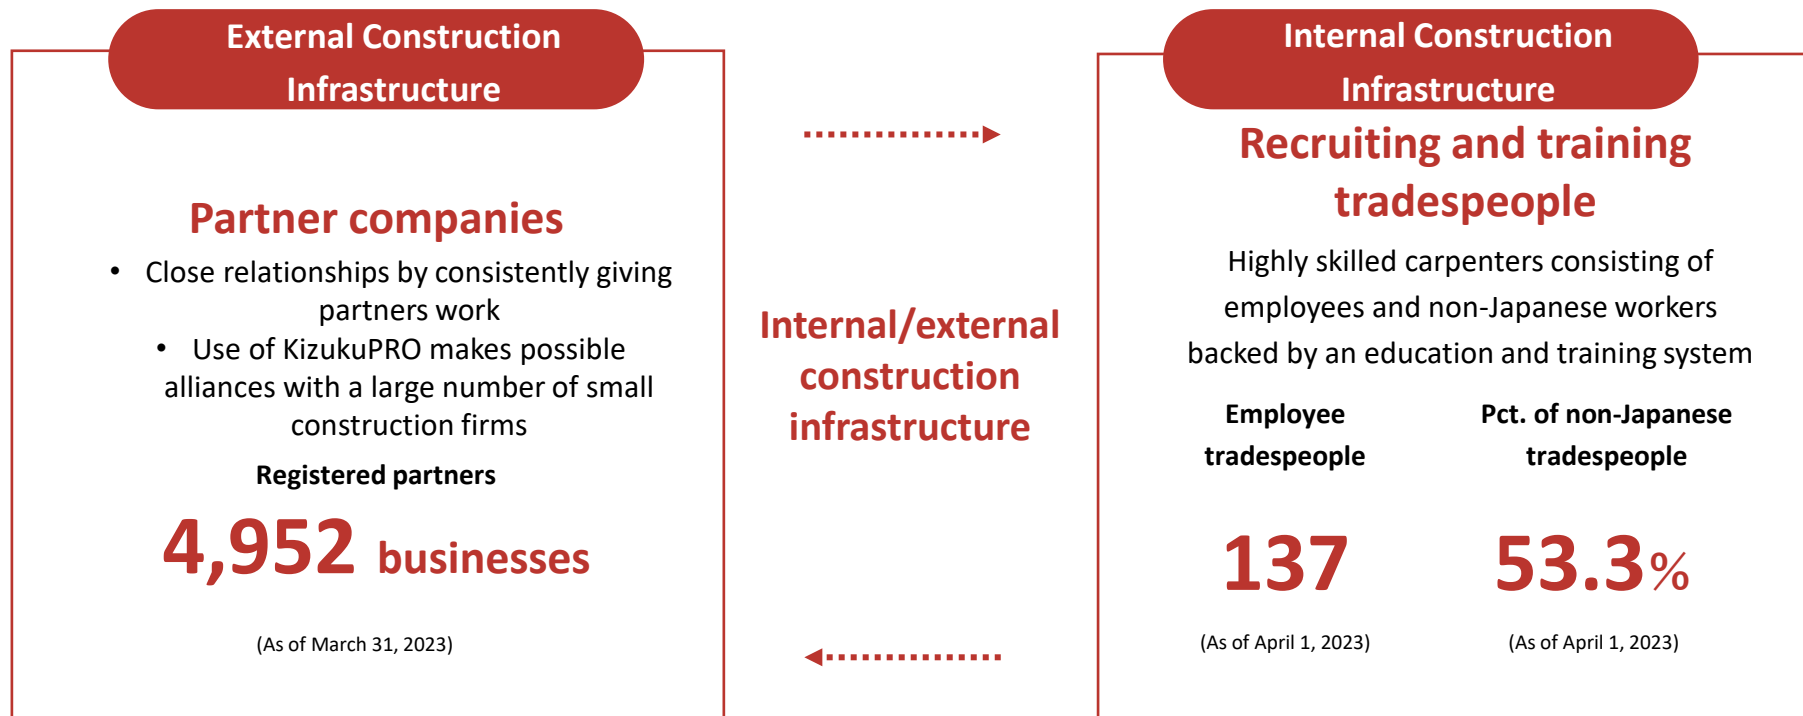 External Construction
Infrastructure
Partner companies
• Close relationships by consistently giving
partners work
• Use of KizukuPRO makes possible
alliances with a large number of small
construction firms
Registered partners
4,952 businesses
(As of March 31, 2023)
Internal/external
construction
infrastructure
Internal Construction
Infrastructure
Recruiting and training
tradespeople
Highly skilled carpenters consisting of
employees and non-Japanese workers
backed by an education and training system
Employee
tradespeople
137
(As of April 1, 2023)
Pct. of non-Japanese
tradespeople
53.3%
(As of April 1, 2023)